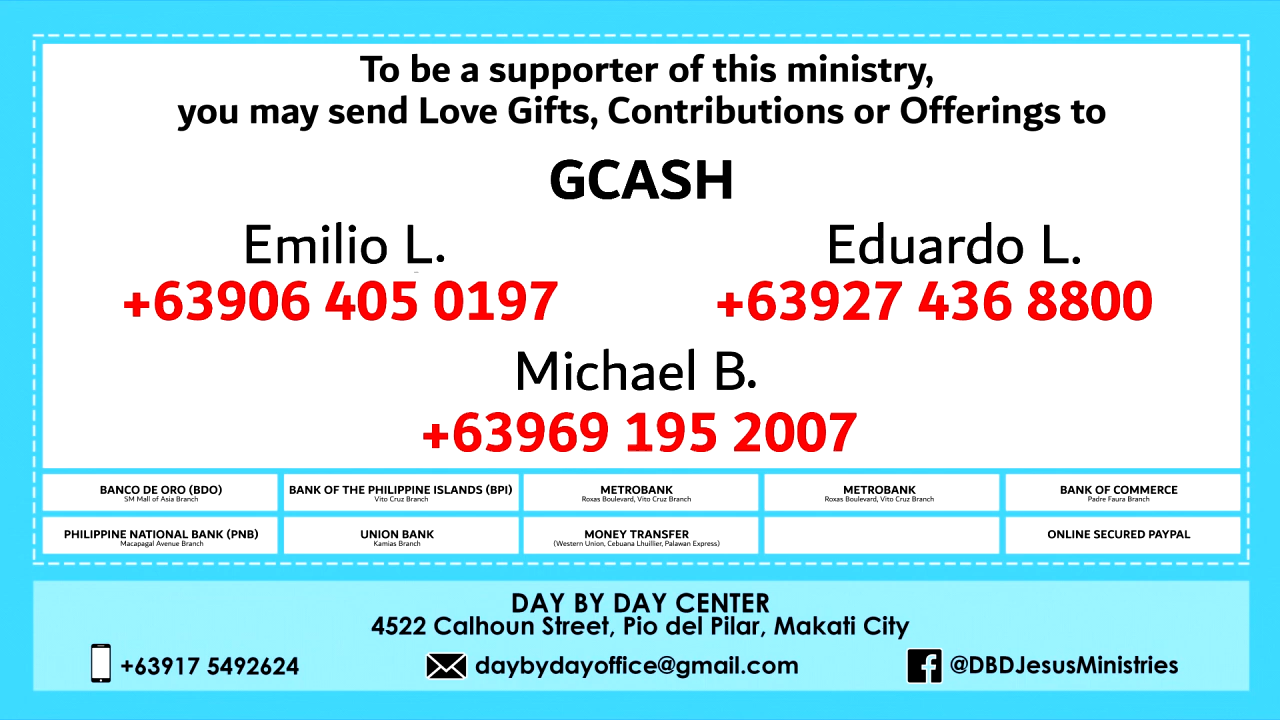 To be a supporter of this ministry,
you may send Love Gifts, Contributions or Offerings to
GCASH
Emilio L.
+63906 405 0197
Eduardo L.
+63927 436 8800
Michael B.
+63969 195 2007
BANCO DE ORO (BDO)
SM Mall of Asia Branch
BANK OF THE PHILIPPINE ISLANDS (BPI)
Vito Cruz Branch
METROBANK
Roxas Boulevard, Vito Cruz Branch
METROBANK
Roxas Boulevard, Vito Cruz Branch
BANK OF COMMERCE
Padre Faura Branch
PHILIPPINE NATIONAL BANK (PNB)
Macapagal Avenue Branch
UNION BANK
Kamias Branch
MONEY TRANSFER
(Western Union, Cebuana Lhuillier, Palawan Express)
ONLINE SECURED PAYPAL
DAY BY DAY CENTER
4522 Calhoun Street, Pio del Pilar, Makati City
+63917 5492624
daybydayoffice@gmail.com
@DBDJesusMinistries